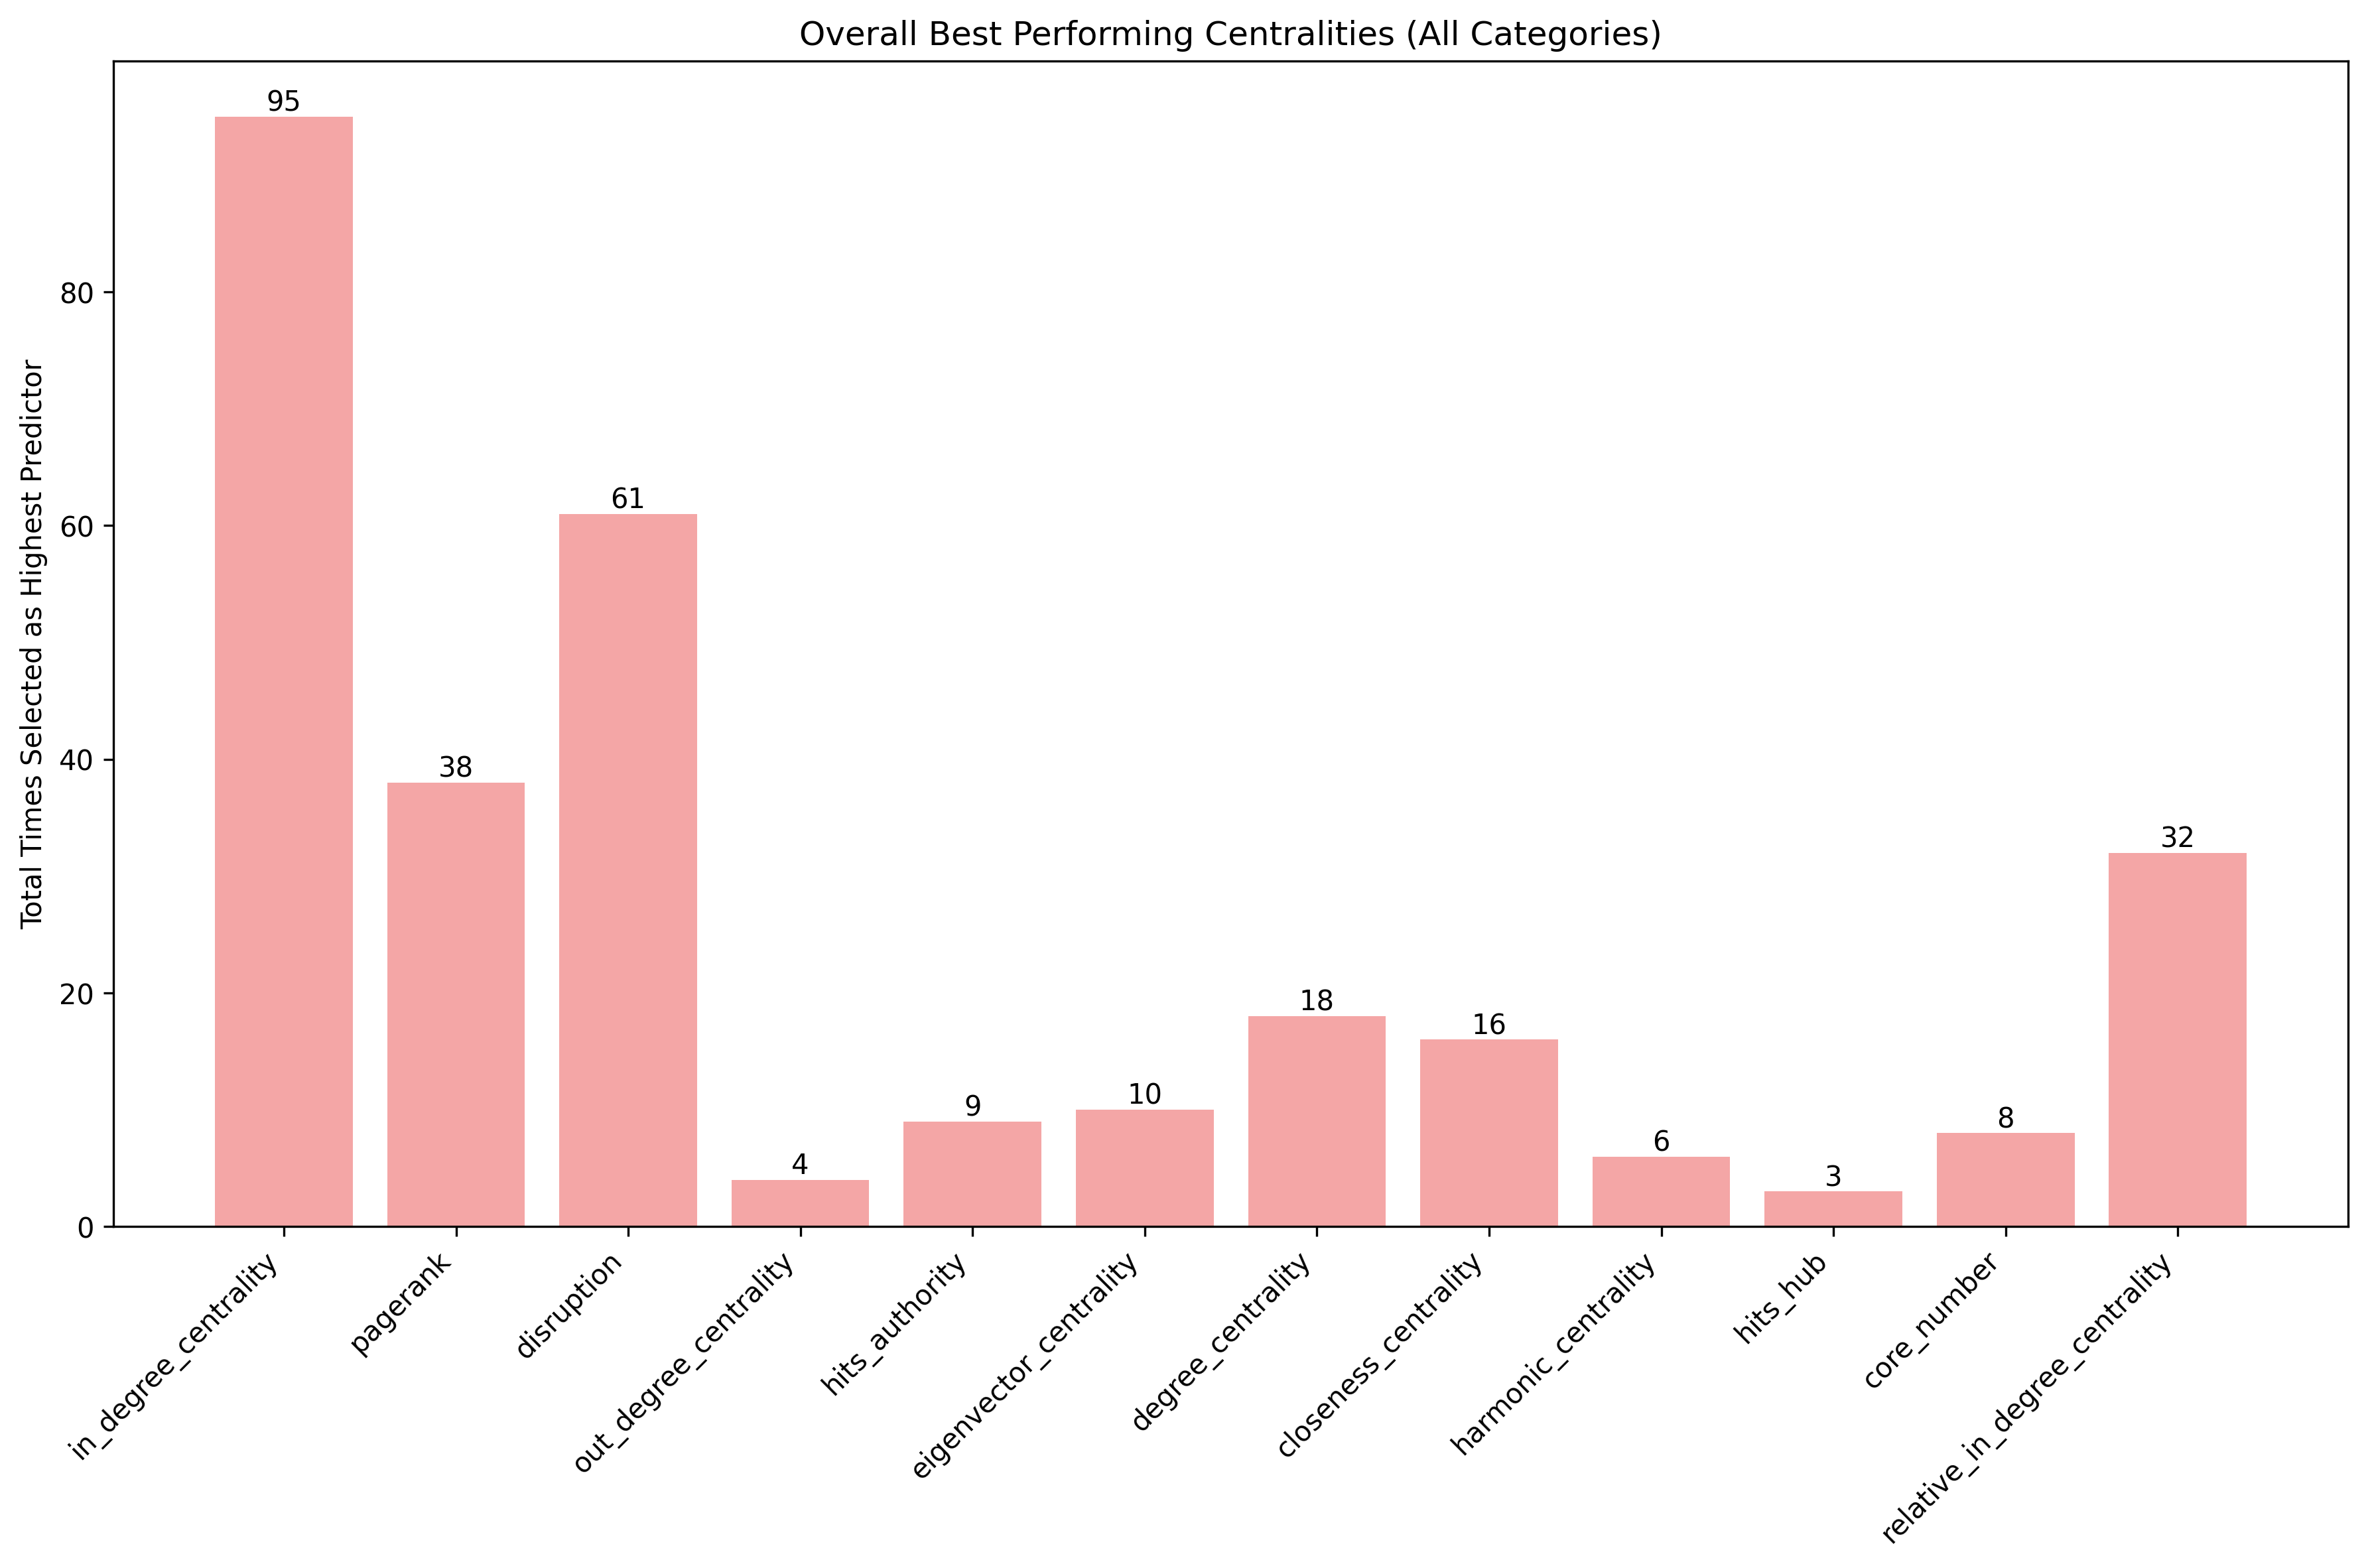 Overall Best Performing Centralities (All Categories)
Total Times Selected as Highest Predictor
80
60
40
20
0
95
38
61
4
9
10
18
16
6
3
8
32
in_degree_centrality
pagerank
disruption
out_degree_centrality
hits_authority
eigenvector_centrality
degree_centrality
closeness_centrality
harmonic_centrality
hits_hub
core_number
relative_in_degree_centrality